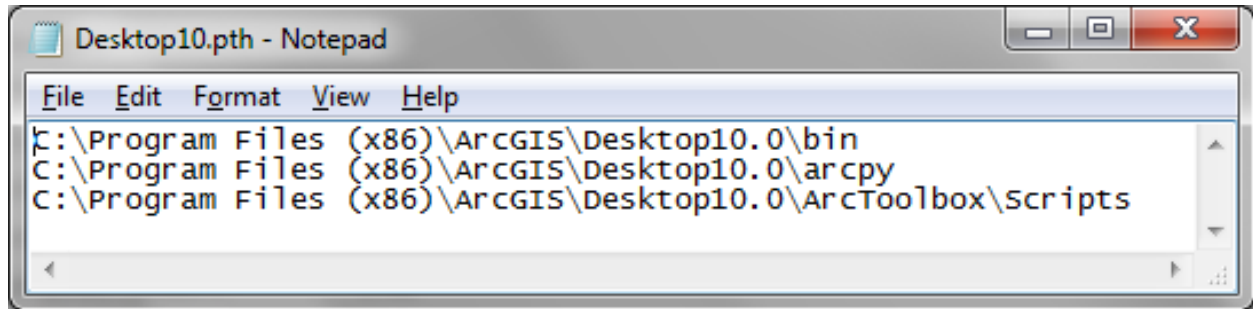 Desktop10.pth - Notepad
File Edit Format View Help
C:\Program Files (x86)\ArcGIS\Desktop10.0\bin
C:\Program Files (x86)\ArcGIS\Desktop10.0\arcpy
C:\Program Files (x86)\ArcGIS\Desktop10.0\ArcToolbox\Scripts